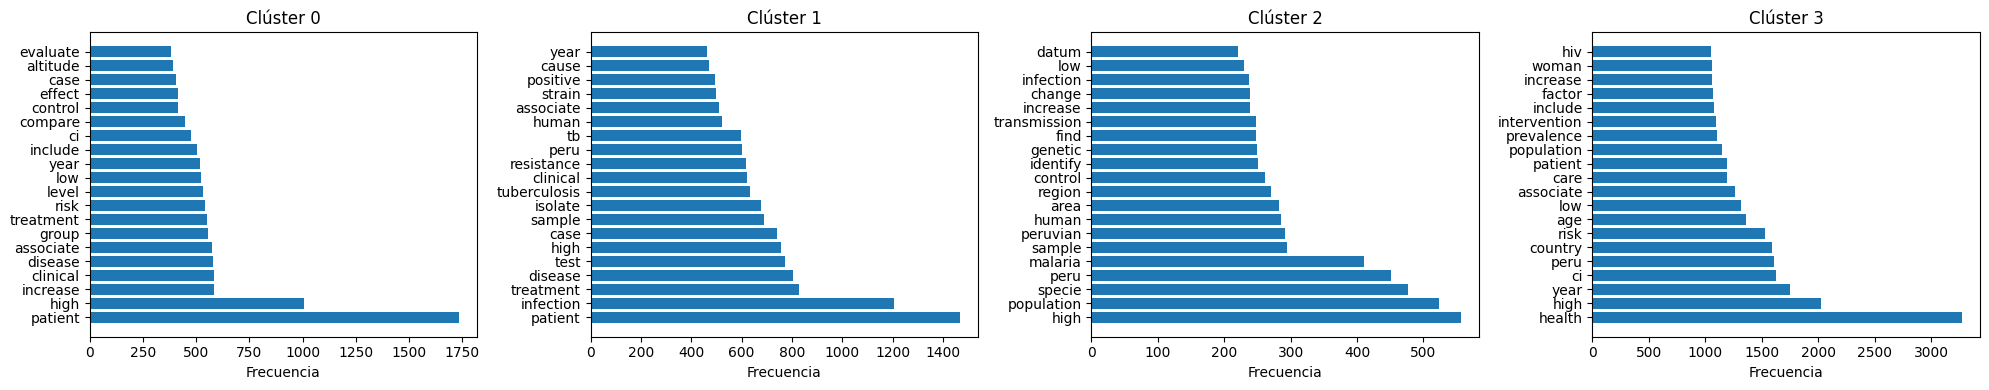 Clúster 0
evaluate
altitude
case
effect
control
compare
ci
include
year
low
level
risk
treatment
group
associate
disease
clinical
increase
high
patient
0 250 500 750 1000 1250 1500 1750
Frecuencia
Clúster 1
year
cause
positive
strain
associate
human
tb
peru
resistance
clinical
tuberculosis
isolate
sample
case
high
test
disease
treatment
infection
patient
0 200 400 600 800 1000 1200 1400
Frecuencia
Clúster 2
datum
low
infection
change
increase
transmission
find
genetic
identify
control
region
area
human
peruvian
sample
malaria
peru
specie
population
high
0 100 200 300 400 500
Frecuencia
Clúster 3
hiv
woman
increase
factor
include
intervention
prevalence
population
patient
care
associate
low
age
risk
country
peru
ci
year
high
health
0 500 1000 1500 2000 2500 3000
Frecuencia